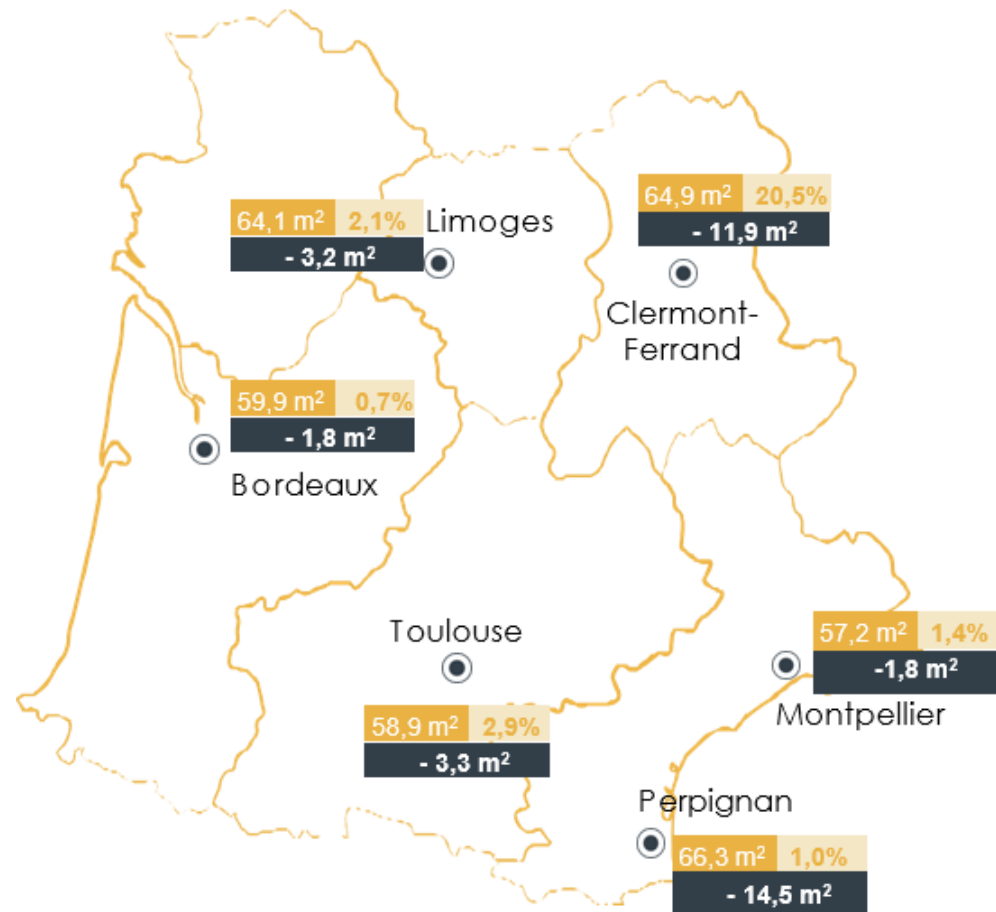 64,1 m² 2,1%
- 3,2 m²
Limoges
64,9 m² 20,5%
- 11,9 m²
Clermont-
Ferrand
59,9 m² 0,7%
- 1,8 m²
Bordeaux
Toulouse
58,9 m² 2,9%
- 3,3 m²
57,2 m² 1,4%
-1,8 m²
Montpellier
Perpignan
66,3 m² 1,0%
- 14,5 m²